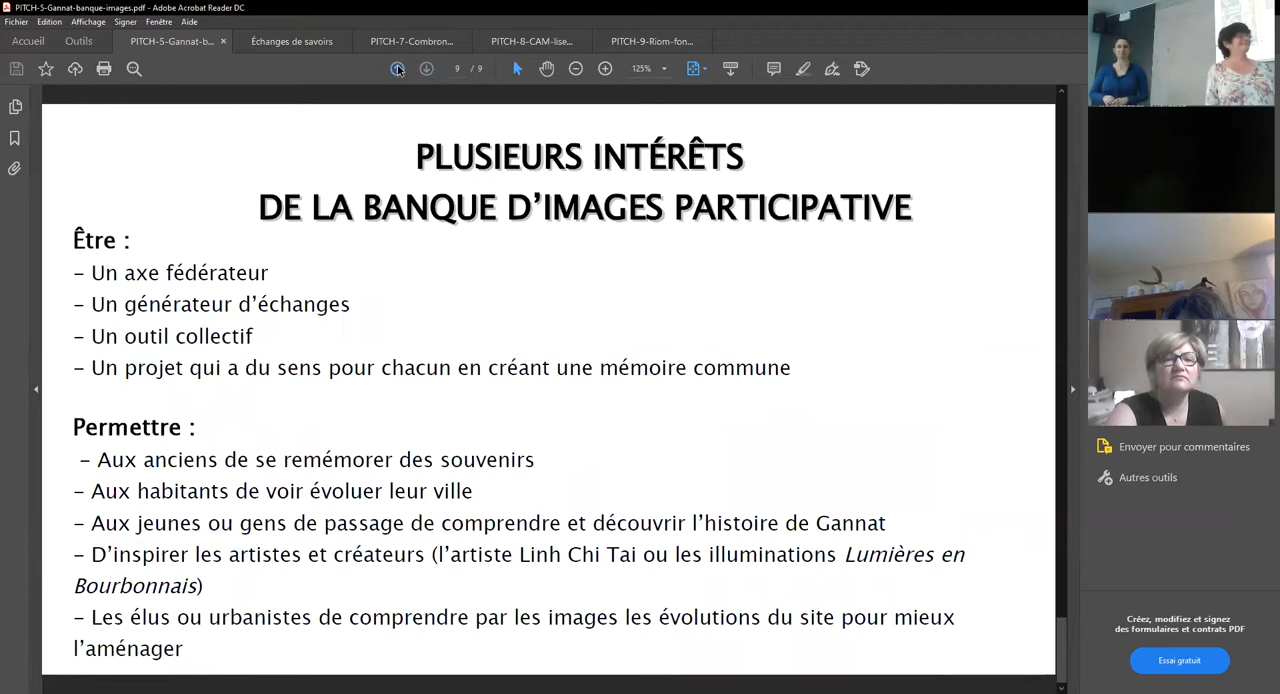 PITCH-5-Gannat-banque-images.pdf - Adobe Acrobat Reader DC
Fichier Edition Affichage Signer Fenêtre Aide
Accueil Outils PITCH-5-Gannat-b... × Échanges de savoirs PITCH-7-Combron... PITCH-8-CAM-lise... PITCH-9-Riom-fon...
9 / 9 125%
PLUSIEURS INTÉRÊTS
DE LA BANQUE D’IMAGES PARTICIPATIVE
Être :
– Un axe fédérateur
– Un générateur d’échanges
– Un outil collectif
– Un projet qui a du sens pour chacun en créant une mémoire commune
Permettre :
– Aux anciens de se remémorer des souvenirs
– Aux habitants de voir évoluer leur ville
– Aux jeunes ou gens de passage de comprendre et découvrir l’histoire de Gannat
– D’inspirer les artistes et créateurs (l’artiste Linh Chi Tai ou les illuminations Lumières en
Bourbonnais)
– Les élus ou urbanistes de comprendre par les images les évolutions du site pour mieux
l’aménager
Envoyer pour commentaires
Autres outils
Créez, modifiez et signez
des formulaires et contrats PDF
Essai gratuit